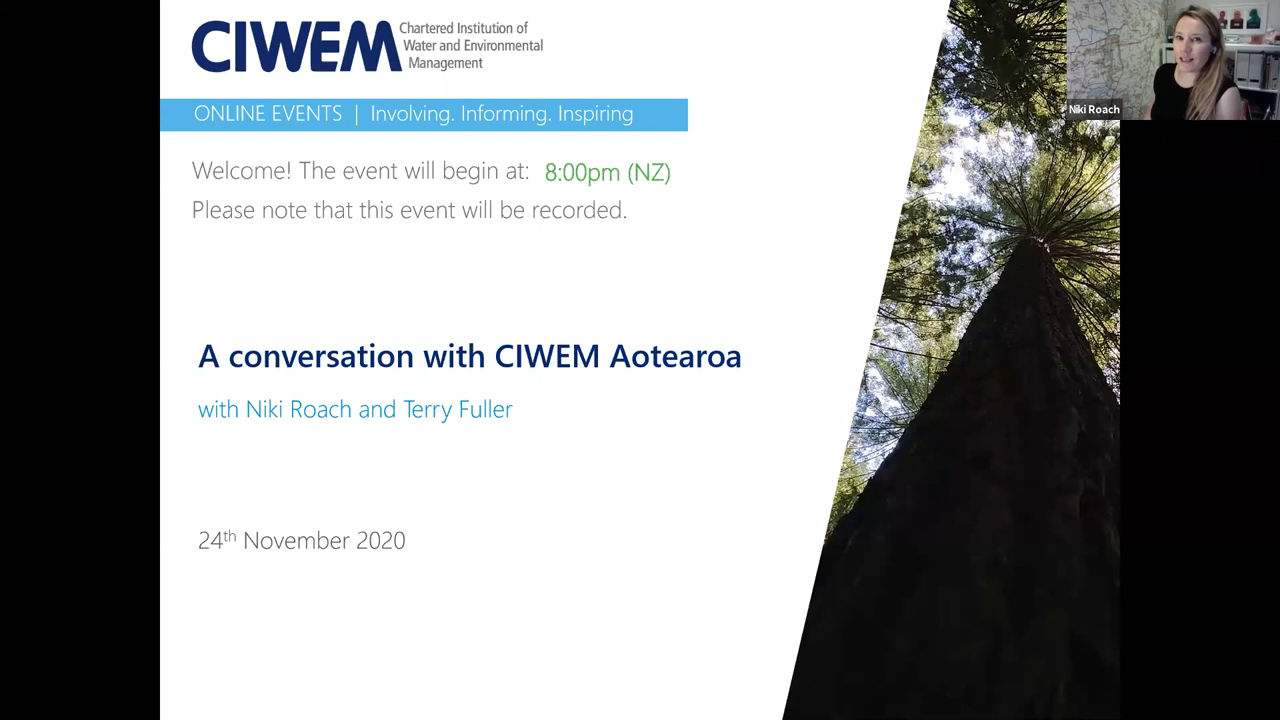 CIWEM
Chartered Institution of
Water and Environmental
Management
ONLINE EVENTS | Involving. Informing. Inspiring
Welcome! The event will begin at: 8:00pm (NZ)
Please note that this event will be recorded.
A conversation with CIWEM Aotearoa
with Niki Roach and Terry Fuller
24th November 2020
Niki Roach